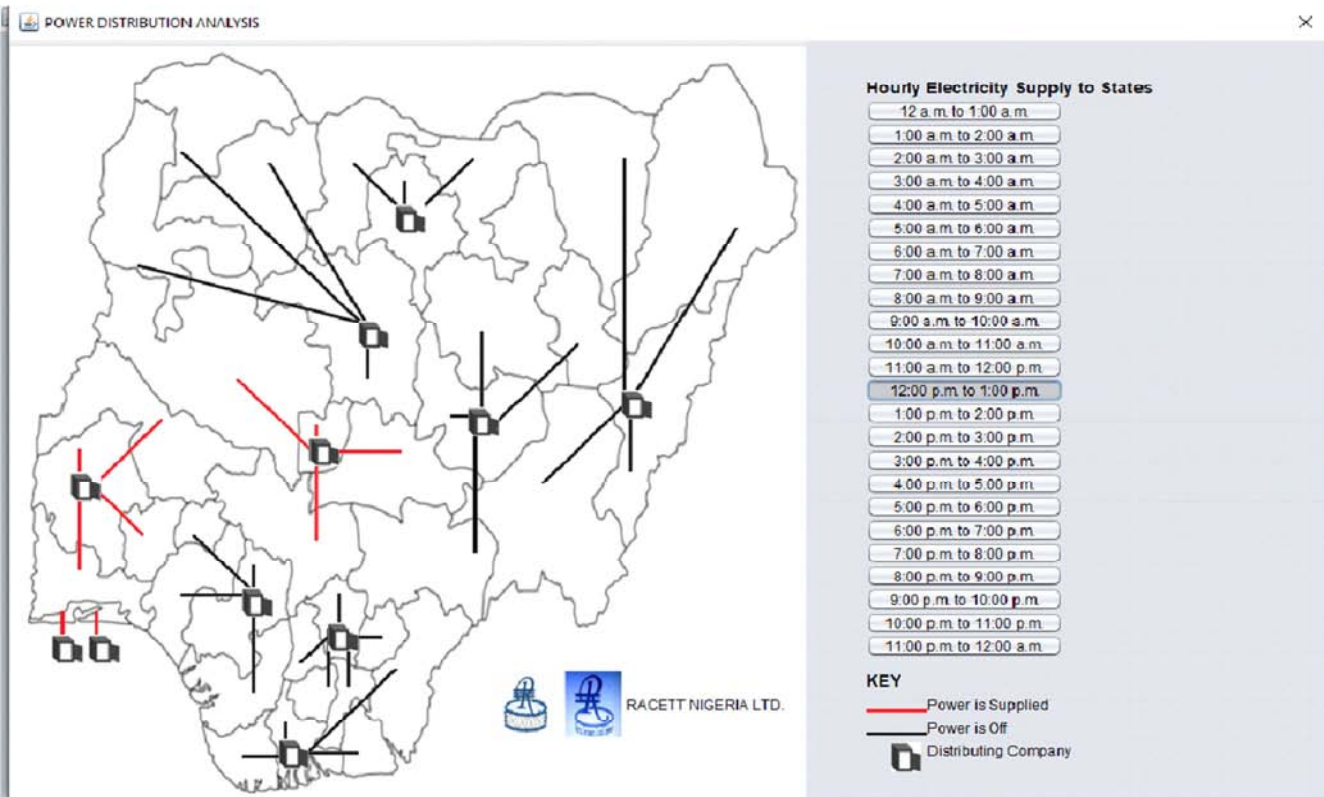 POWER DISTRIBUTION ANALYSIS
Hourly Electricity Supply to States
12 a.m. to 1:00 a.m.
1:00 a.m. to 2:00 a.m.
2:00 a.m. to 3:00 a.m.
3:00 a.m. to 4:00 a.m.
4:00 a.m. to 5:00 a.m.
5:00 a.m. to 6:00 a.m.
6:00 a.m. to 7:00 a.m.
7:00 a.m. to 8:00 a.m.
8:00 a.m. to 9:00 a.m.
9:00 a.m. to 10:00 a.m.
10:00 a.m. to 11:00 a.m.
11:00 a.m. to 12:00 p.m.
12:00 p.m. to 1:00 p.m.
1:00 p.m. to 2:00 p.m.
2:00 p.m. to 3:00 p.m.
3:00 p.m. to 4:00 p.m.
4:00 p.m. to 5:00 p.m.
5:00 p.m. to 6:00 p.m.
6:00 p.m. to 7:00 p.m.
7:00 p.m. to 8:00 p.m.
8:00 p.m. to 9:00 p.m.
9:00 p.m. to 10:00 p.m.
10:00 p.m. to 11:00 p.m.
11:00 p.m. to 12:00 a.m.
KEY
Power is Supplied
Power is Off
Distributing Company
RACETT NIGERIA LTD.